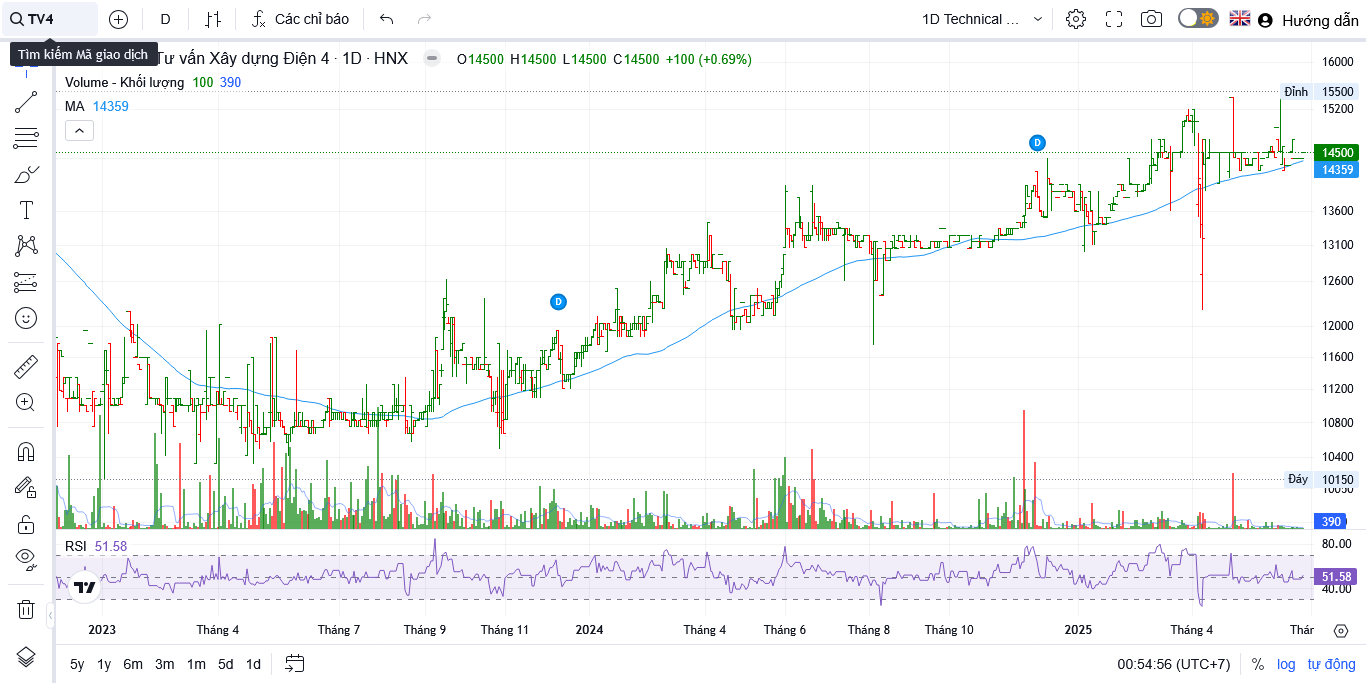 TV4 D Các chỉ báo 1D Technical ... Hướng dẫn
Tìm kiếm Mã giao dịch
Tư vấn Xây dựng Điện 4 · 1D · HNX O14500 H14500 L14500 C14500 +100 (+0.69%)
Volume - Khối lượng 100 390
MA 14359
D
D
16000
Đỉnh 15500
15200
14500
14359
13600
13100
12600
12000
11600
11200
10800
10400
Đáy 10150
10050
390
RSI 51.58
80.00
51.58
40.00
2023 Tháng 4 Tháng 7 Tháng 9 Tháng 11 2024 Tháng 4 Tháng 6 Tháng 8 Tháng 10 2025 Tháng 4 Thár
5y 1y 6m 3m 1m 5d 1d 00:54:56 (UTC+7) % log tự động